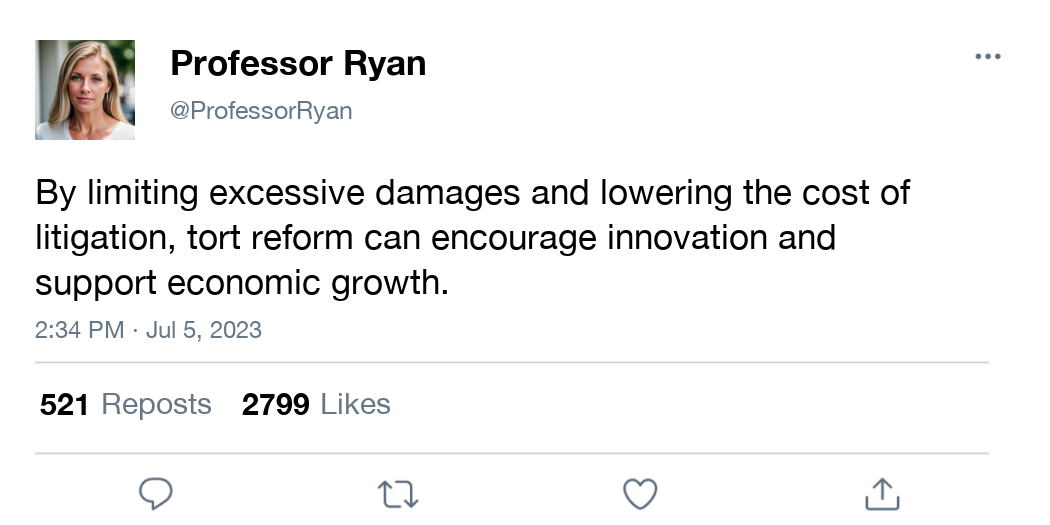 Professor Ryan
@ProfessorRyan
By limiting excessive damages and lowering the cost of
litigation, tort reform can encourage innovation and
support economic growth.
2:34 PM · Jul 5, 2023
521 Reposts 2799 Likes